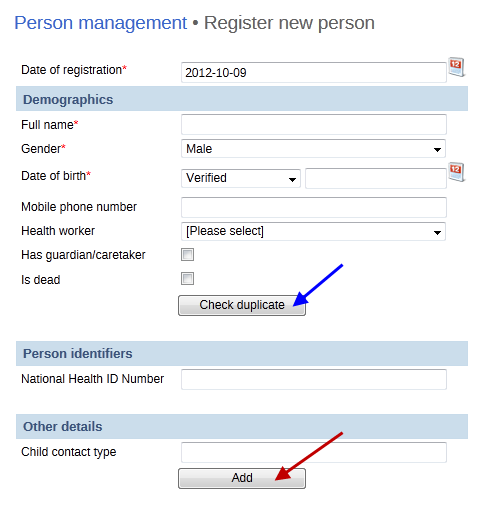 Person management • Register new person
Date of registration* 2012-10-09 12
Demographics
Full name*
Gender* Male
Date of birth* Verified 12
Mobile phone number
Health worker [Please select]
Has guardian/caretaker
Is dead
Check duplicate
Person identifiers
National Health ID Number
Other details
Child contact type
Add